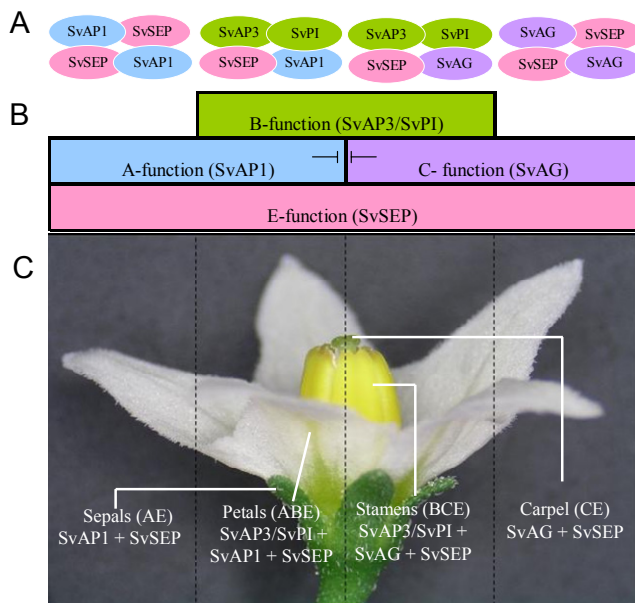 A
SvAP1 SvSEP SvAP3 SvPI SvAP3 SvPI SvAG SvSEP
SvSEP SvAP1 SvSEP SvAP1 SvSEP SvAG SvSEP SvAG
B
B-function (SvAP3/SvPI)
A-function (SvAP1) C- function (SvAG)
E-function (SvSEP)
C
Sepals (AE)
SvAP1 + SvSEP
Petals (ABE)
SvAP3/SvPI +
SvAP1 + SvSEP
Stamens (BCE)
SvAP3/SvPI +
SvAG + SvSEP
Carpel (CE)
SvAG + SvSEP